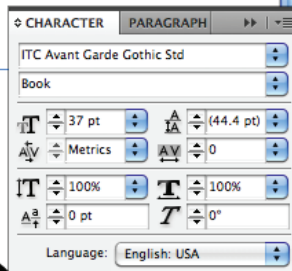 CHARACTER PARAGRAPH
ITC Avant Garde Gothic Std
Book
37 pt (44.4 pt)
Metrics 0
100% 100%
0 pt 0°
Language: English: USA